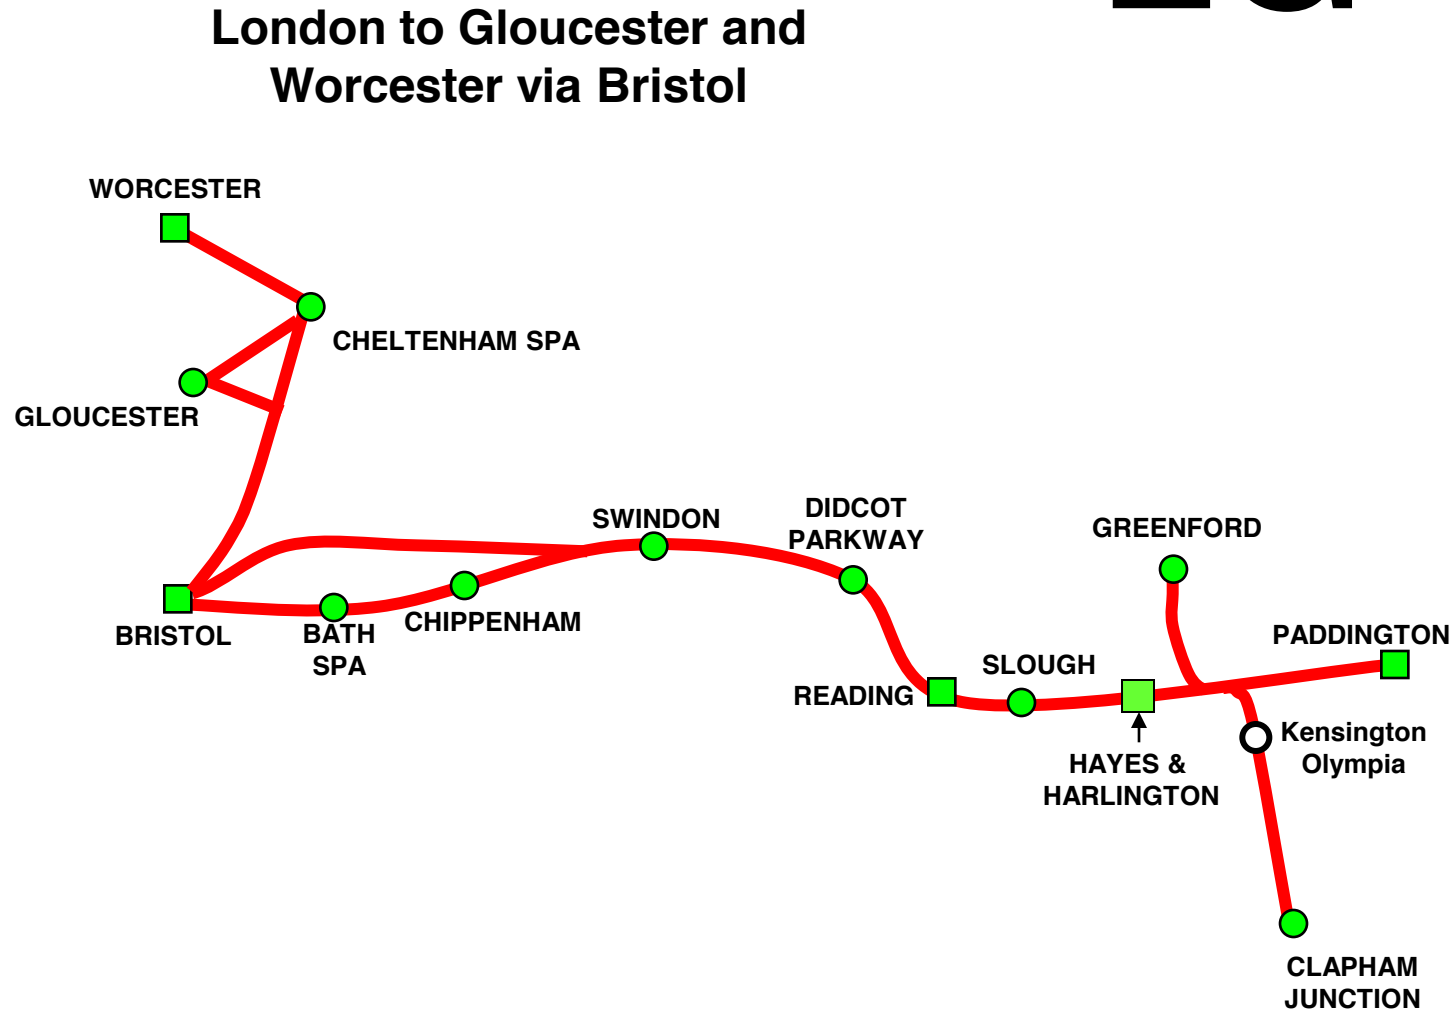 London to Gloucester and
Worcester via Bristol
WORCESTER
CHELTENHAM SPA
GLOUCESTER
SWINDON
DIDCOT
PARKWAY
GREENFORD
BRISTOL
BATH
SPA
CHIPPENHAM
PADDINGTON
READING
SLOUGH
Kensington
Olympia
HAYES &
HARLINGTON
CLAPHAM
JUNCTION